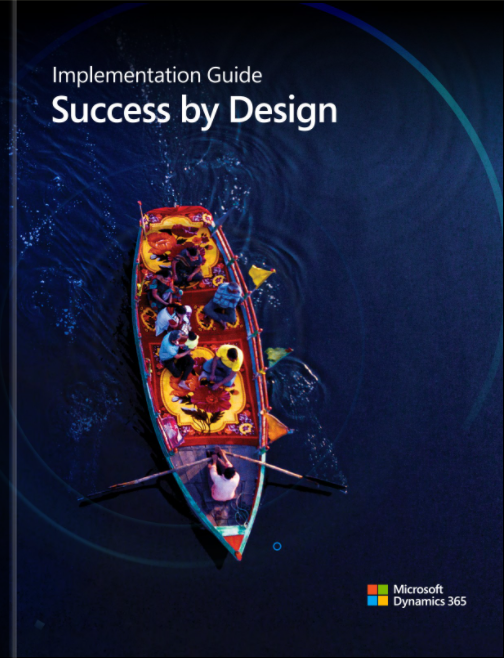 Implementation Guide
Success by Design
Microsoft
Dynamics 365